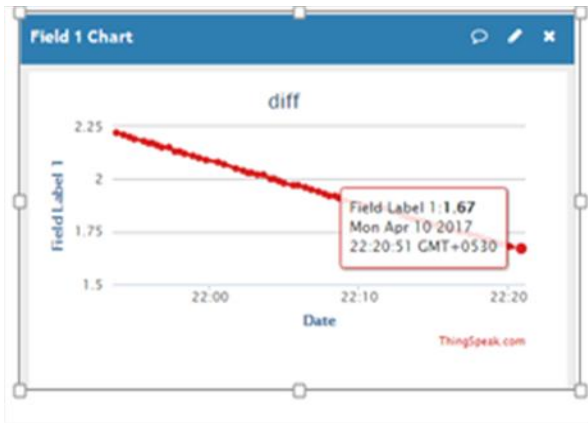 Field 1 Chart
diff
2.25
2
1.75
1.5
Field Label 1
Field Label 1:1.67
Mon Apr 10 2017
22:20:51 GMT+0530
22:00
22:10
22:20
Date
ThingSpeak.com